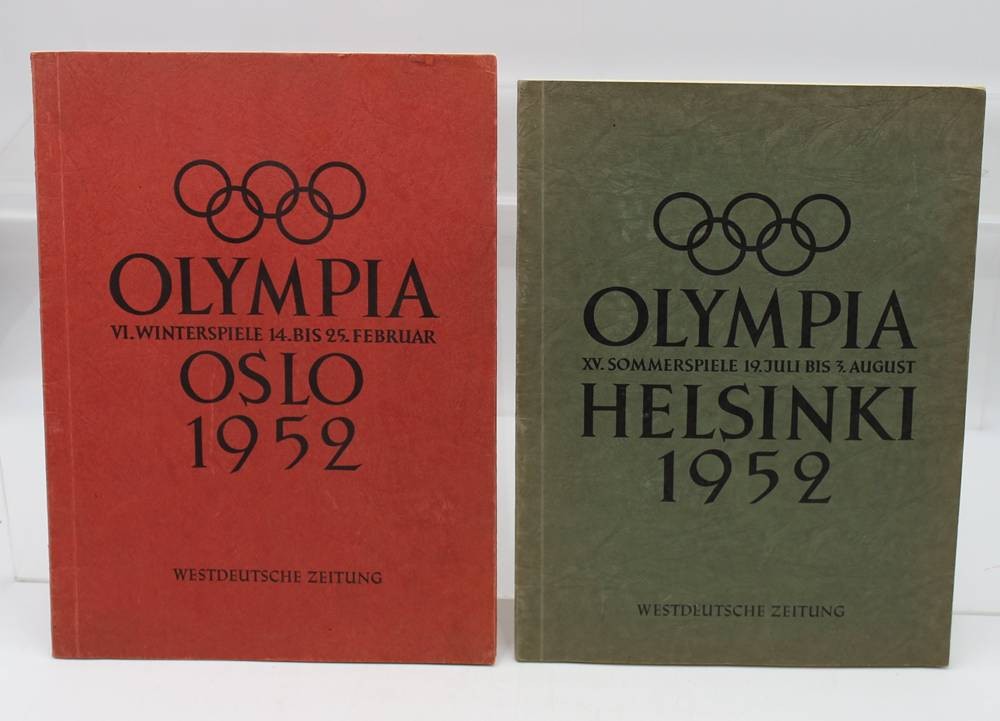 OLYMPIA
VI. WINTERSPIELE 14. BIS 25. FEBRUAR
OSLO
1952
WESTDEUTSCHE ZEITUNG
OLYMPIA
XV. SOMMERSPIELE 19. JULI BIS 3. AUGUST
HELSINKI
1952
WESTDEUTSCHE ZEITUNG